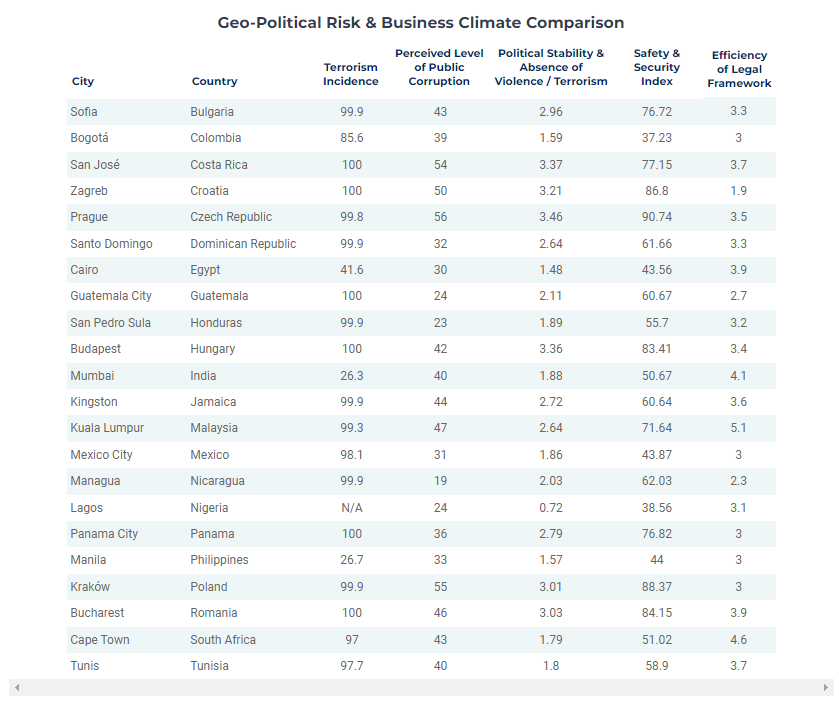 Geo-Political Risk & Business Climate Comparison
City Country Terrorism Incidence Perceived Level of Public Corruption Political Stability & Absence of Violence / Terrorism Safety & Security Index Efficiency of Legal Framework
Sofia Bulgaria 99.9 43 2.96 76.72 3.3
Bogotá Colombia 85.6 39 1.59 37.23 3
San José Costa Rica 100 54 3.37 77.15 3.7
Zagreb Croatia 100 50 3.21 86.8 1.9
Prague Czech Republic 99.8 56 3.46 90.74 3.5
Santo Domingo Dominican Republic 99.9 32 2.64 61.66 3.3
Cairo Egypt 41.6 30 1.48 43.56 3.9
Guatemala City Guatemala 100 24 2.11 60.67 2.7
San Pedro Sula Honduras 99.9 23 1.89 55.7 3.2
Budapest Hungary 100 42 3.36 83.41 3.4
Mumbai India 26.3 40 1.88 50.67 4.1
Kingston Jamaica 99.9 44 2.72 60.64 3.6
Kuala Lumpur Malaysia 99.3 47 2.64 71.64 5.1
Mexico City Mexico 98.1 31 1.86 43.87 3
Managua Nicaragua 99.9 19 2.03 62.03 2.3
Lagos Nigeria N/A 24 0.72 38.56 3.1
Panama City Panama 100 36 2.79 76.82 3
Manila Philippines 26.7 33 1.57 44 3
Kraków Poland 99.9 55 3.01 88.37 3
Bucharest Romania 100 46 3.03 84.15 3.9
Cape Town South Africa 97 43 1.79 51.02 4.6
Tunis Tunisia 97.7 40 1.8 58.9 3.7